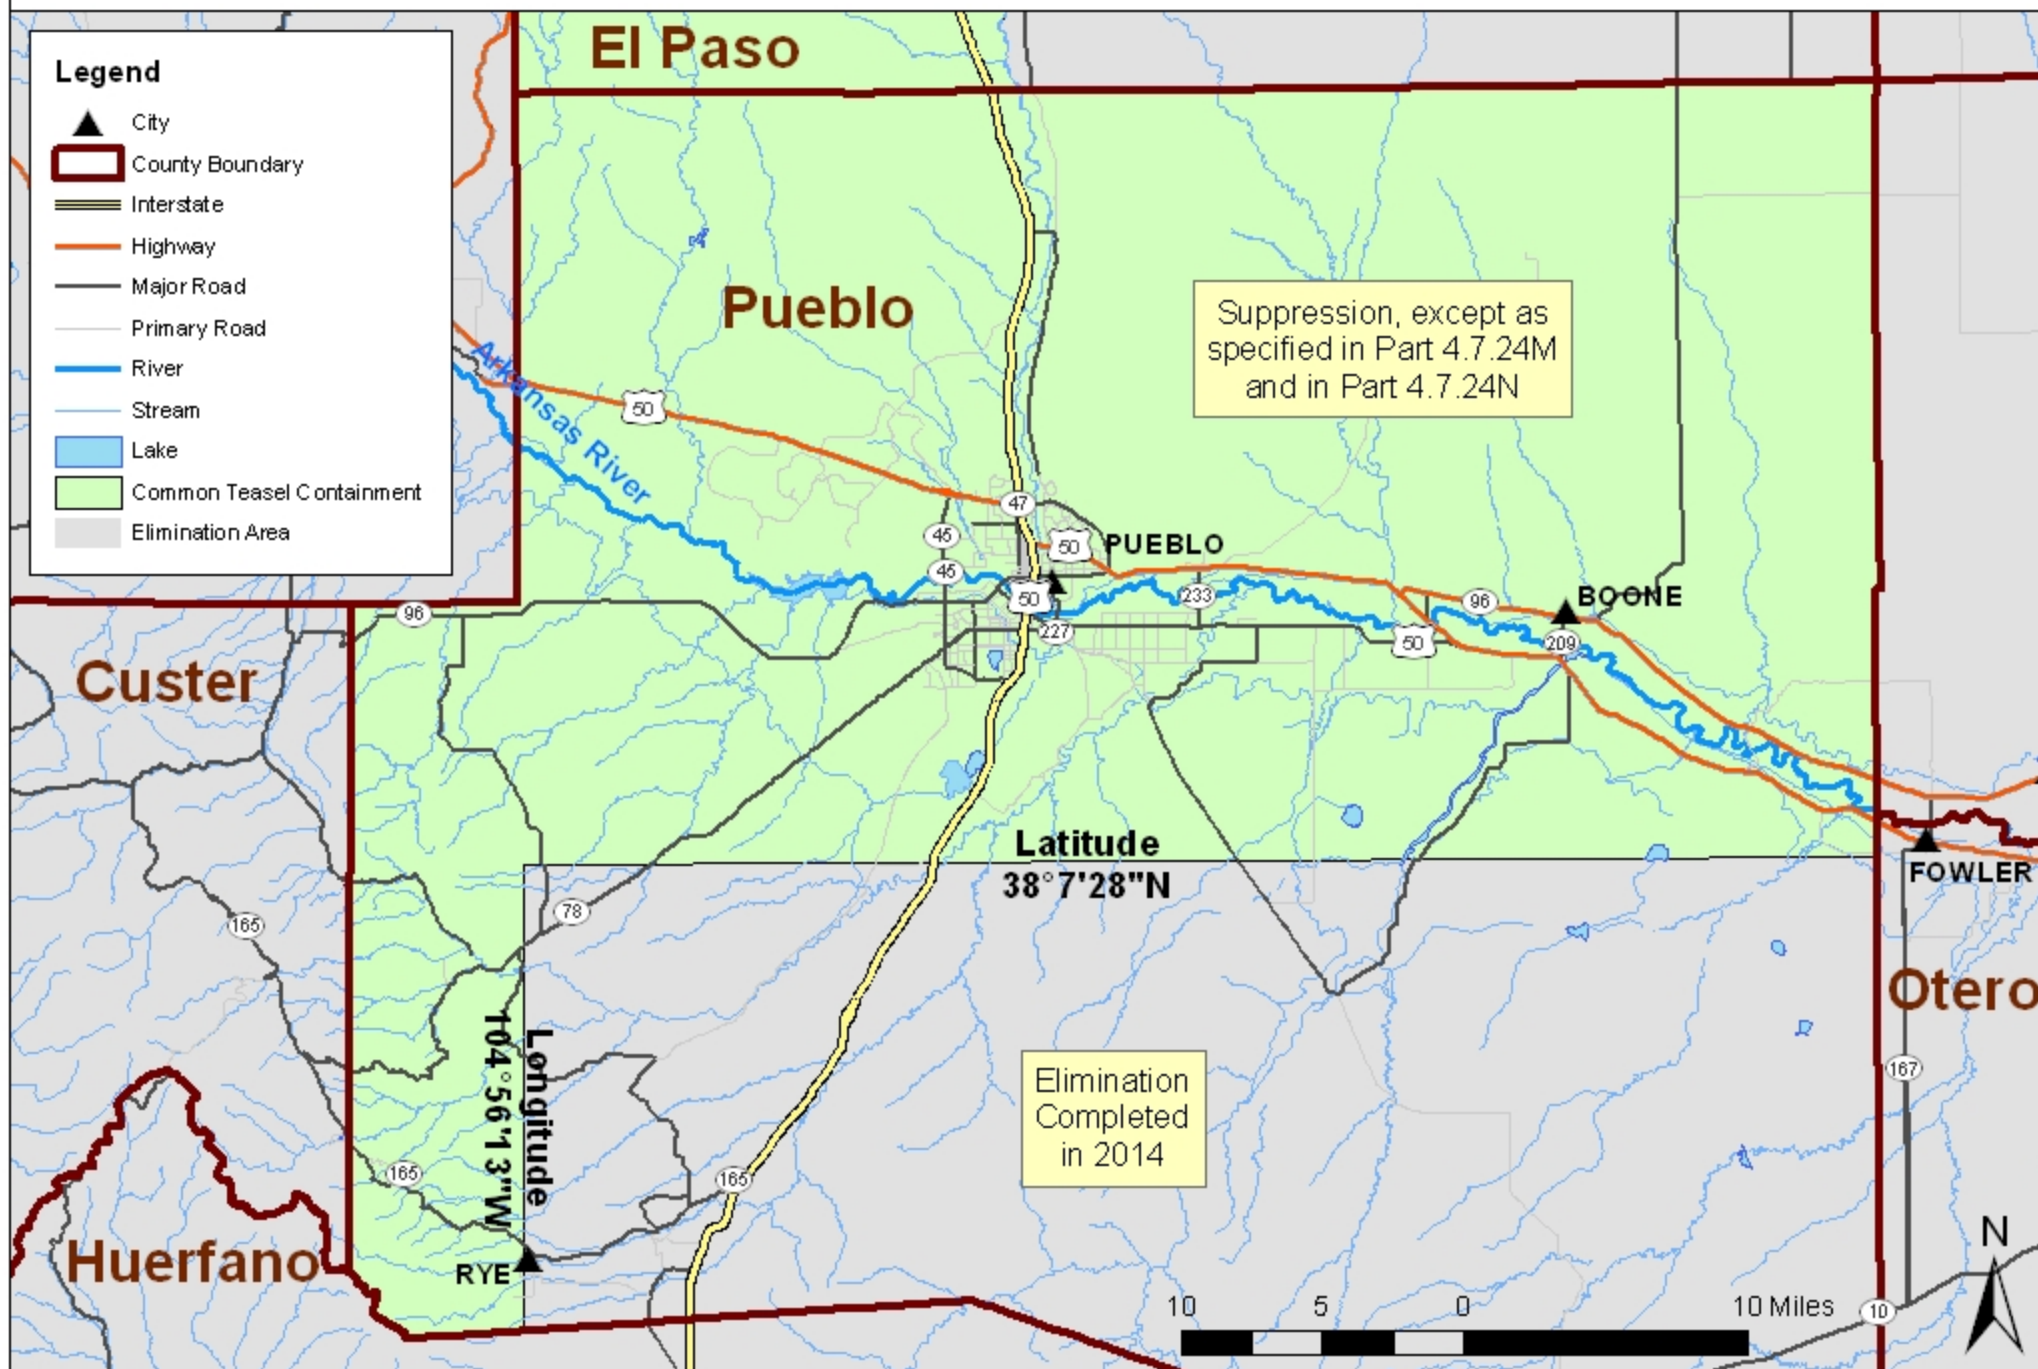 El Paso
Legend
City
County Boundary
Interstate
Highway
Major Road
Primary Road
River
Stream
Lake
Common Teasel Containment
Elimination Area
Pueblo
Suppression, except as
specified in Part 4.7.24M
and in Part 4.7.24N
Arkansas River
50
47
45
50
PUEBLO
45
50
233
96
BOONE
96
227
50
209
Custer
Latitude
38°7'28"N
FOWLER
165
78
Otero
Longitude
104°56'13"W
Elimination
Completed
in 2014
167
165
165
Huerfano
RYE
N
10 5 0 10 Miles
10